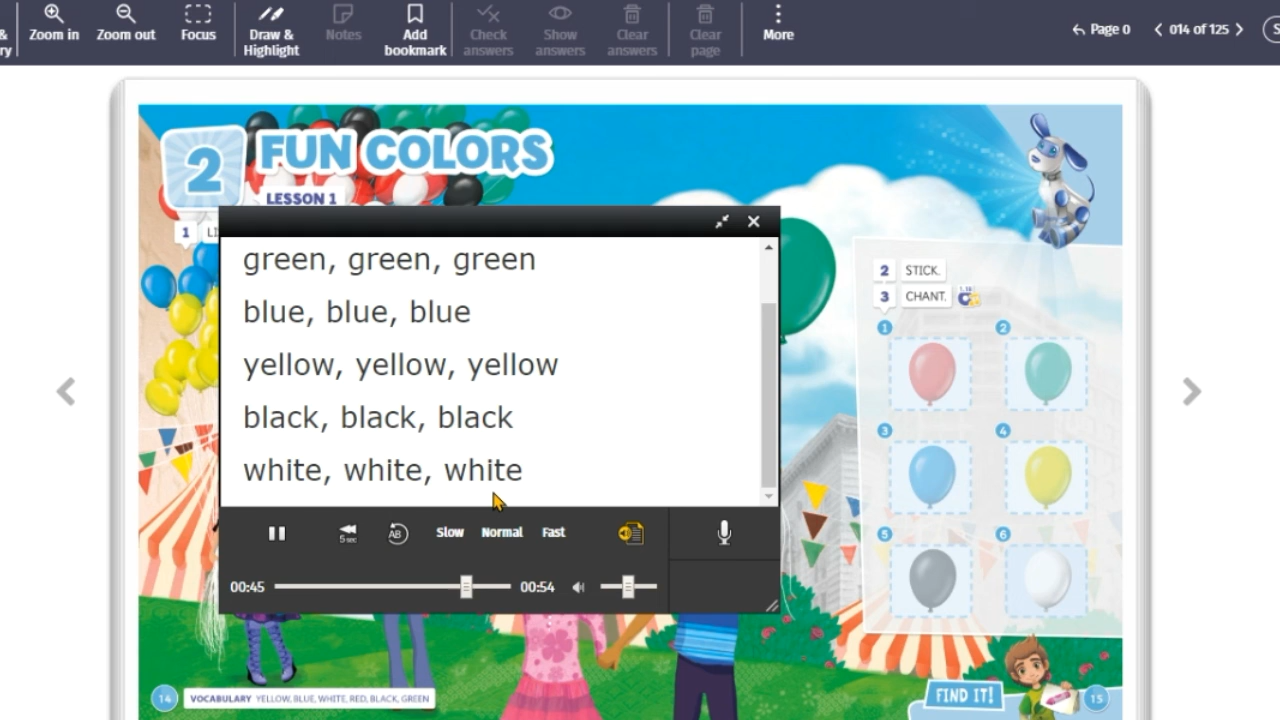 Zoom in
Zoom out
Focus
Draw &
Highlight
Notes
Add
bookmark
Check
answers
Show
answers
Clear
answers
Clear
page
More
Page 0
014 of 125
2
FUN COLORS
LESSON 1
1
green, green, green
blue, blue, blue
yellow, yellow, yellow
black, black, black
white, white, white
5 sec
AB
Slow
Normal
Fast
00:45
00:54
2 STICK.
3 CHANT.
1
2
3
4
5
6
14
VOCABULARY YELLOW, BLUE, WHITE, RED, BLACK, GREEN
FIND IT!
15